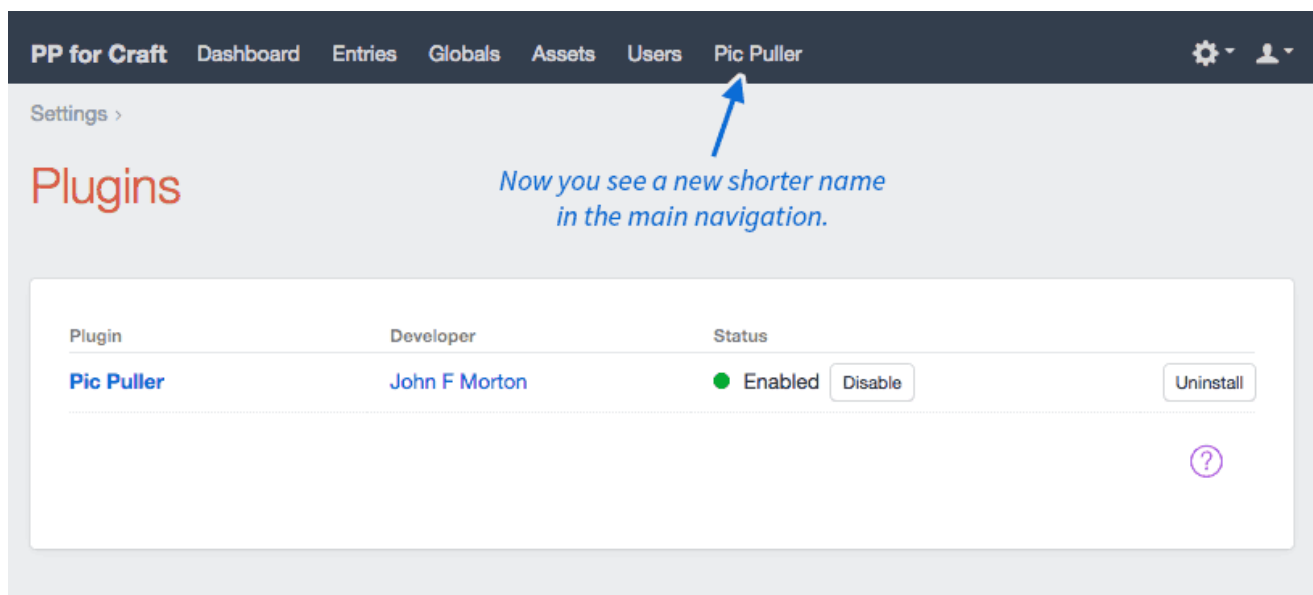 PP for Craft Dashboard Entries Globals Assets Users Pic Puller
Settings ›
Plugins
Now you see a new shorter name
in the main navigation.
Plugin Developer Status
Pic Puller John F Morton Enabled Disable Uninstall
?